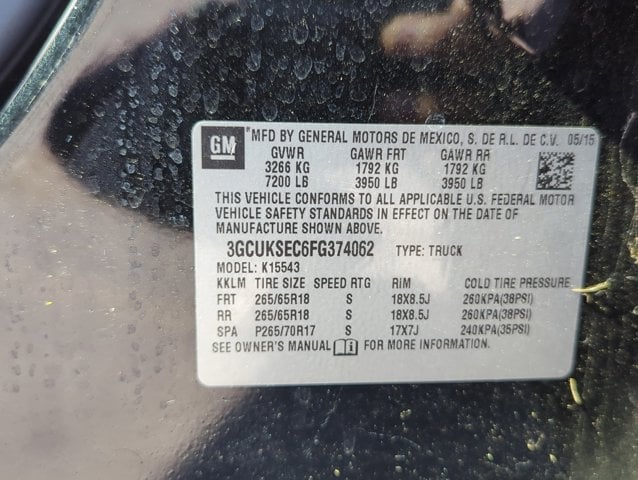 GM *MFD BY GENERAL MOTORS DE MEXICO, S. DE R.L. DE C.V. 05/15
GVWR GAWR FRT GAWR RR
3266 KG 1792 KG 1792 KG
7200 LB 3950 LB 3950 LB
THIS VEHICLE CONFORMS TO ALL APPLICABLE U.S. FEDERAL MOTOR
VEHICLE SAFETY STANDARDS IN EFFECT ON THE DATE OF
MANUFACTURE SHOWN ABOVE.
3GCUKSEC6FG374062 TYPE: TRUCK
MODEL: K15543
KKLM TIRE SIZE SPEED RTG RIM COLD TIRE PRESSURE
FRT 265/65R18 S 18X8.5J 260KPA(38PSI)
RR 265/65R18 S 18X8.5J 260KPA(38PSI)
SPA P265/70R17 S 17X7J 240KPA(35PSI)
SEE OWNER'S MANUAL FOR MORE INFORMATION.